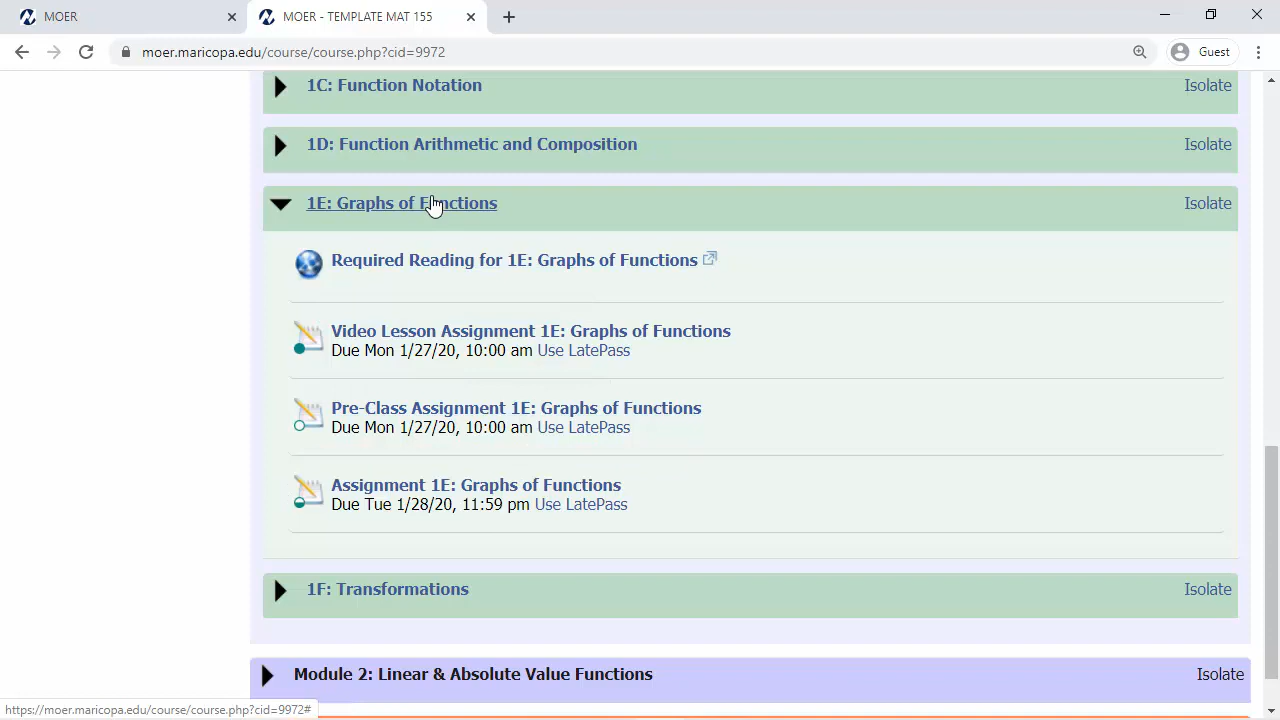 MOER
MOER - TEMPLATE MAT 155
moer.maricopa.edu/course/course.php?cid=9972
Guest
1C: Function Notation
Isolate
1D: Function Arithmetic and Composition
Isolate
1E: Graphs of Functions
Isolate
Required Reading for 1E: Graphs of Functions
Video Lesson Assignment 1E: Graphs of Functions
Due Mon 1/27/20, 10:00 am Use LatePass
Pre-Class Assignment 1E: Graphs of Functions
Due Mon 1/27/20, 10:00 am Use LatePass
Assignment 1E: Graphs of Functions
Due Tue 1/28/20, 11:59 pm Use LatePass
1F: Transformations
Isolate
Module 2: Linear & Absolute Value Functions
Isolate
https://moer.maricopa.edu/course/course.php?cid=9972#